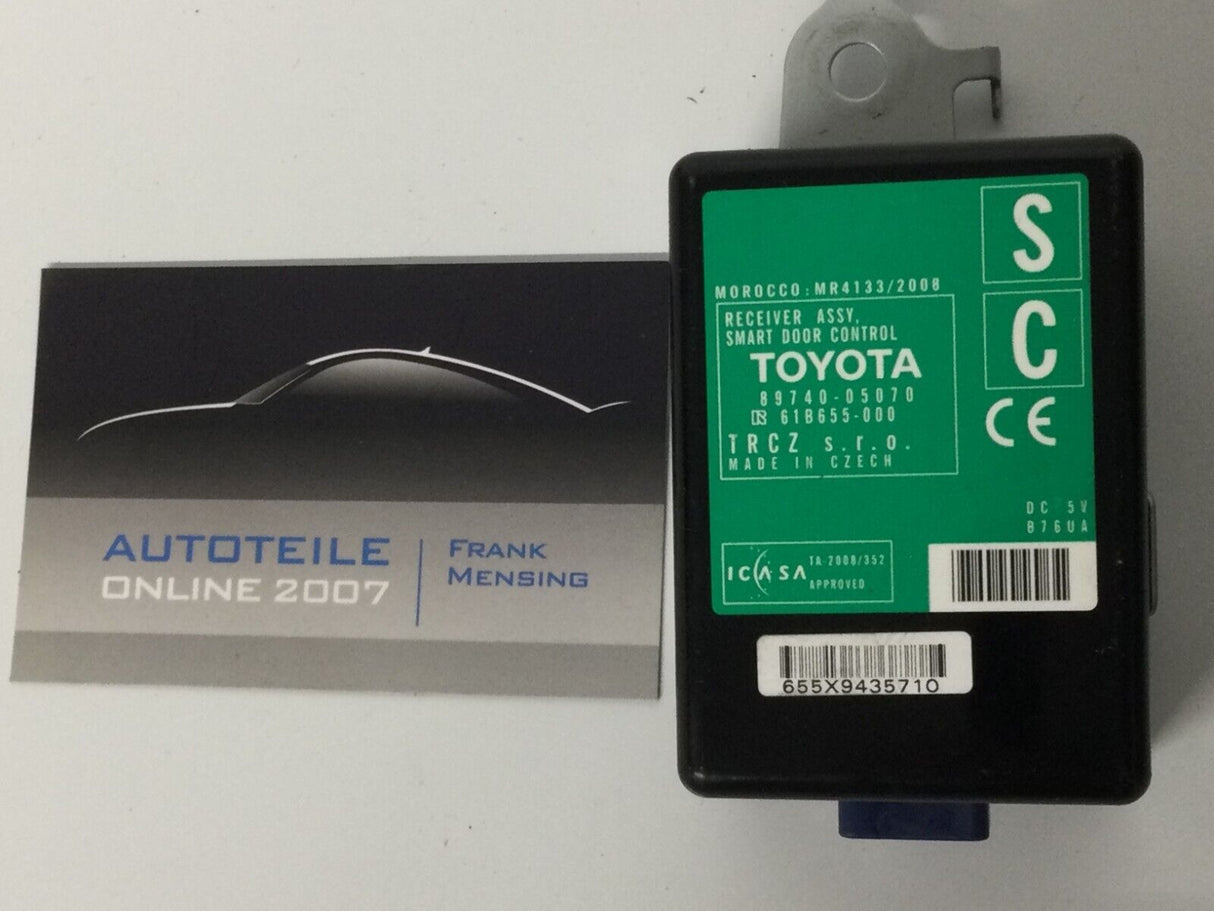 AUTOTEILE
ONLINE 2007
FRANK
MENSING
S
C
MOROCCO:MR4133/2008
RECEIVER ASSY,
SMART DOOR CONTROL
TOYOTA
89740-05070
61B655-000
TRCZ s.r.o.
MADE IN CZECH
CE
DC 5V
B76UA
ICASA
TA-2008/352
APPROVED
655X9435710